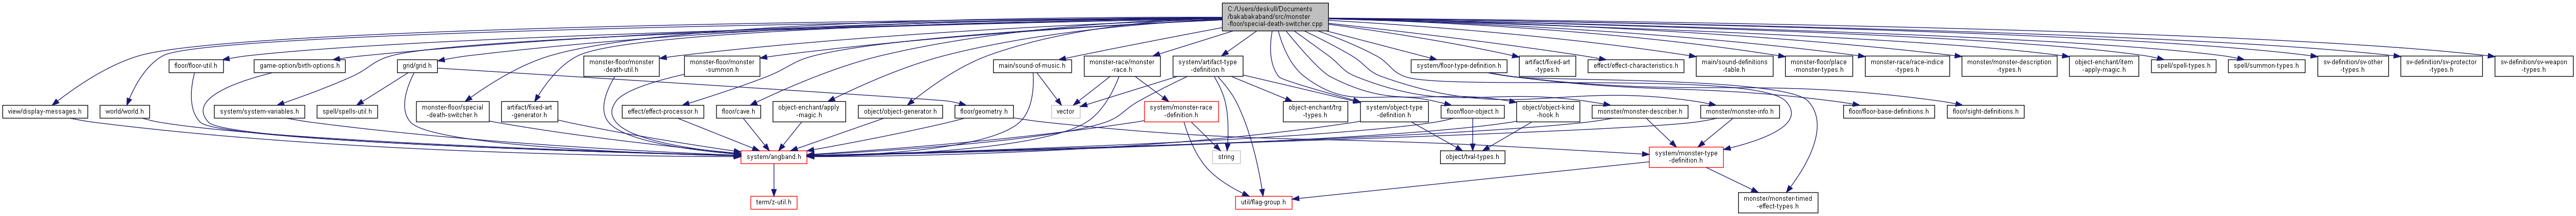 C:/Users/deskull/Documents
/bakabakaband/src/monster
-floor/special-death-switcher.cpp
floor/floor-util.h
game-option/birth-options.h
grid/grid.h
monster-floor/monster
-death-util.h
monster-floor/monster
-summon.h
main/sound-of-music.h
monster-race/monster
-race.h
system/artifact-type
-definition.h
system/floor-type-definition.h
artifact/fixed-art
-types.h
effect/effect-characteristics.h
main/sound-definitions
-table.h
monster-floor/place
-monster-types.h
monster-race/race-indice
-types.h
monster/monster-description
-types.h
object-enchant/item
-apply-magic.h
spell/spell-types.h
spell/summon-types.h
sv-definition/sv-other
-types.h
sv-definition/sv-protector
-types.h
sv-definition/sv-weapon
-types.h
view/display-messages.h
world/world.h
system/system-variables.h
spell/spells-util.h
monster-floor/special
-death-switcher.h
artifact/fixed-art
-generator.h
effect/effect-processor.h
floor/cave.h
object-enchant/apply
-magic.h
object/object-generator.h
floor/geometry.h
vector
system/monster-race
-definition.h
object-enchant/trg
-types.h
system/object-type
-definition.h
floor/floor-object.h
object/object-kind
-hook.h
monster/monster-describer.h
monster/monster-info.h
floor/floor-base-definitions.h
floor/sight-definitions.h
system/angband.h
string
object/tval-types.h
system/monster-type
-definition.h
term/z-util.h
util/flag-group.h
monster/monster-timed
-effect-types.h